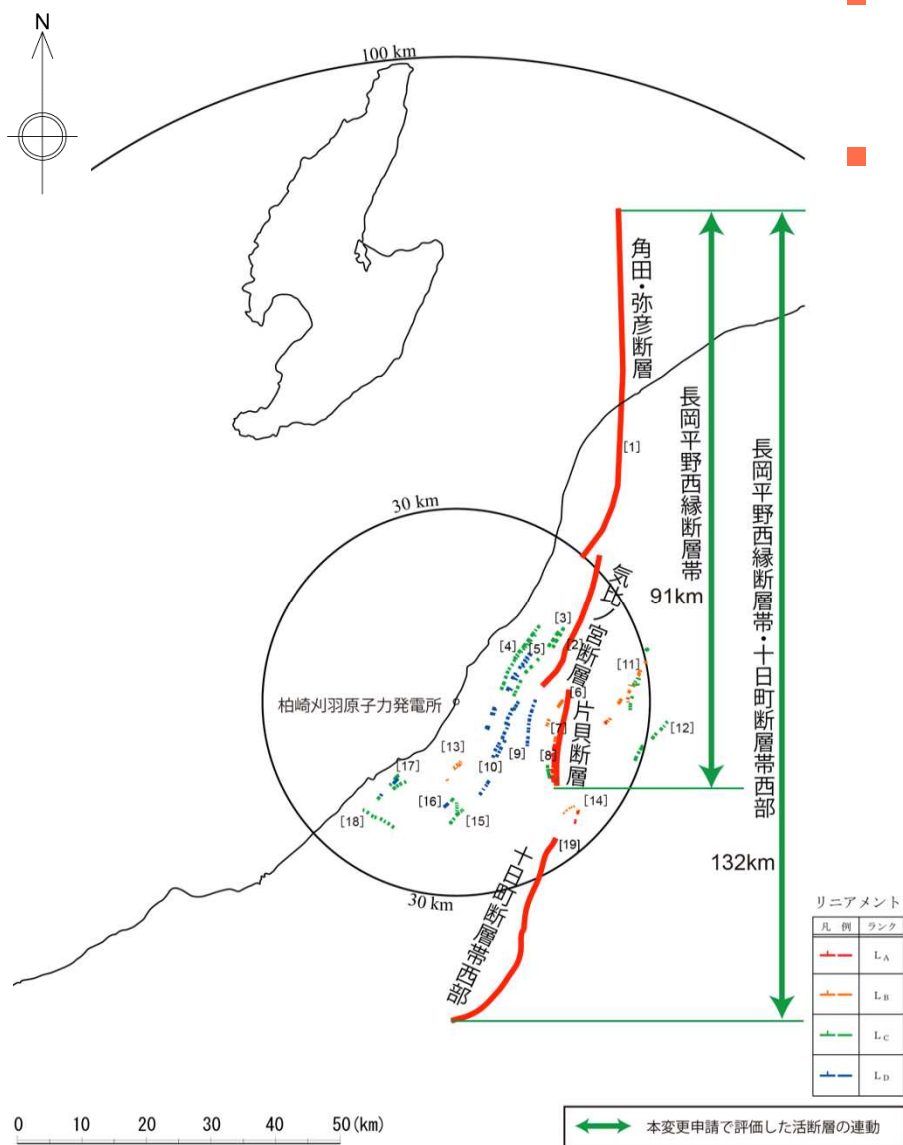 N
100 km
角田・弥彦断層
[1]
長岡平野西縁断層帯
91km
長岡平野西縁断層帯・十日町断層帯西部
132km
30 km
気比ノ宮断層
[3]
[4]
[2]
[5]
[11]
柏崎刈羽原子力発電所
[6]
片貝断層
[7]
[12]
[9]
[13]
[8]
[10]
[17]
[14]
[16]
[18]
[15]
[19]
30 km
十日町断層帯西部
リニアメント
凡 例 ランク
LA
LB
LC
LD
0 10 20 30 40 50(km)
本変更申請で評価した活断層の連動